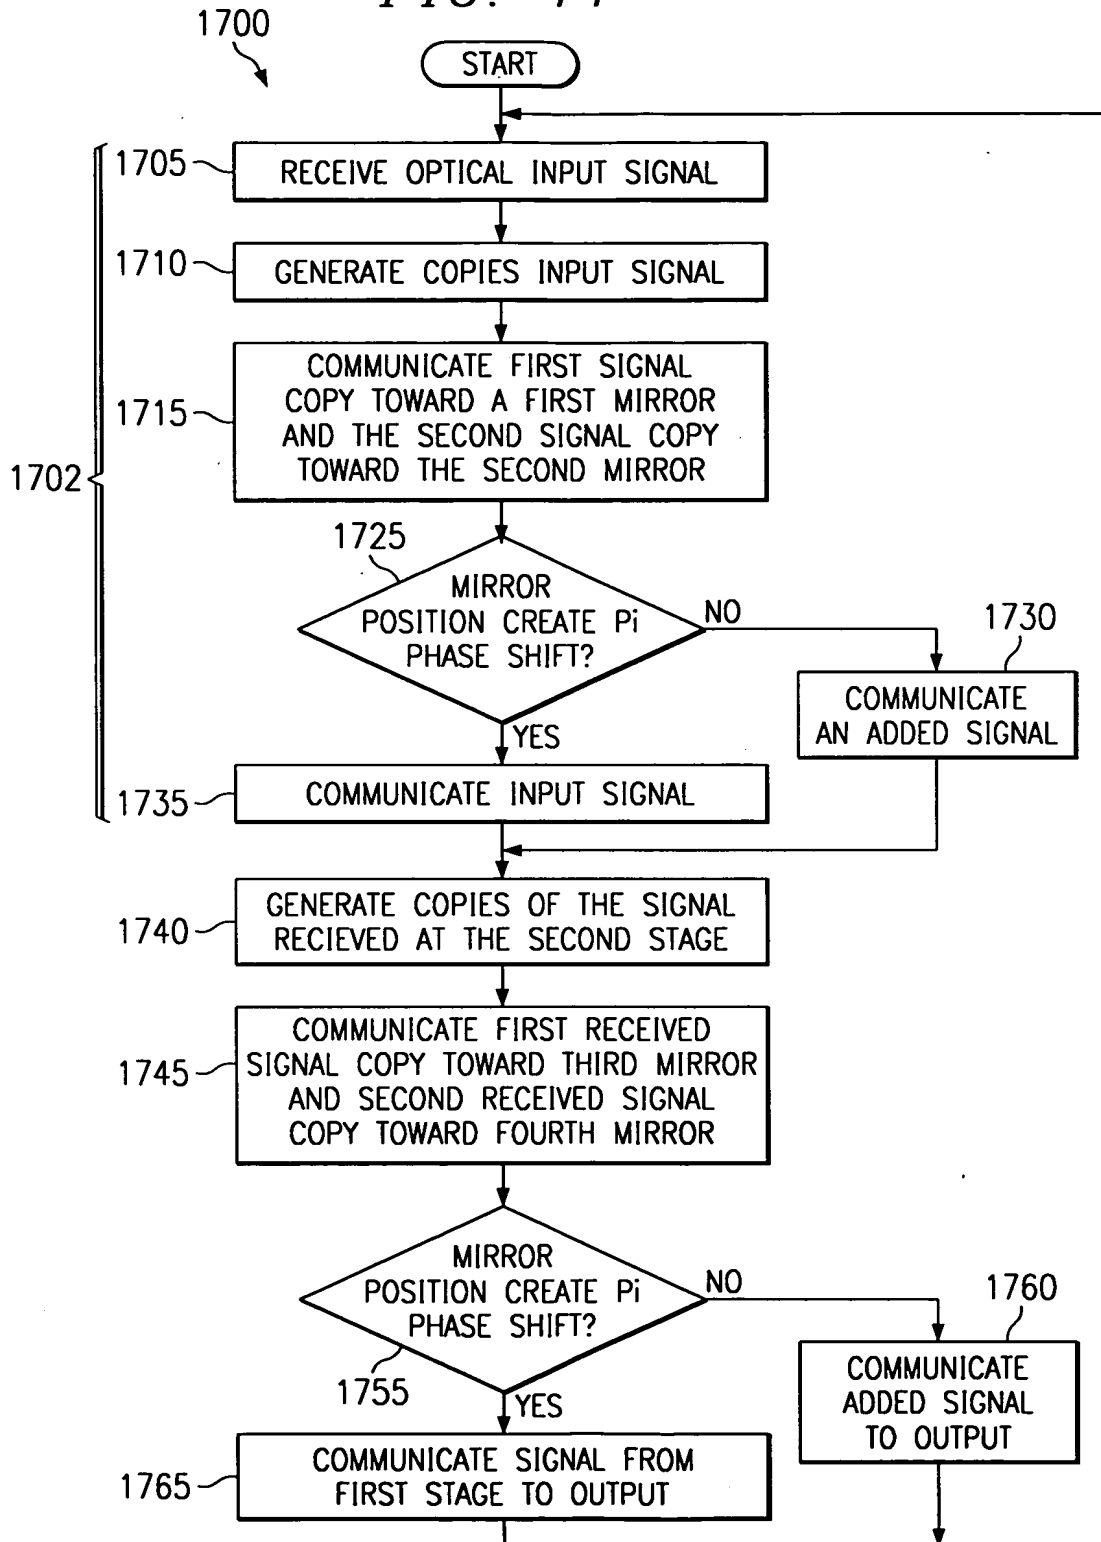 1700
START
1705
RECEIVE OPTICAL INPUT SIGNAL
1710
GENERATE COPIES INPUT SIGNAL
1715
COMMUNICATE FIRST SIGNAL
COPY TOWARD A FIRST MIRROR
AND THE SECOND SIGNAL COPY
TOWARD THE SECOND MIRROR
1702
1725
MIRROR
POSITION CREATE Pi
PHASE SHIFT?
NO
1730
COMMUNICATE
AN ADDED SIGNAL
YES
1735
COMMUNICATE INPUT SIGNAL
1740
GENERATE COPIES OF THE SIGNAL
RECIEVED AT THE SECOND STAGE
1745
COMMUNICATE FIRST RECEIVED
SIGNAL COPY TOWARD THIRD MIRROR
AND SECOND RECEIVED SIGNAL
COPY TOWARD FOURTH MIRROR
MIRROR
POSITION CREATE Pi
PHASE SHIFT?
NO
1755
1760
COMMUNICATE
ADDED SIGNAL
TO OUTPUT
YES
1765
COMMUNICATE SIGNAL FROM
FIRST STAGE TO OUTPUT